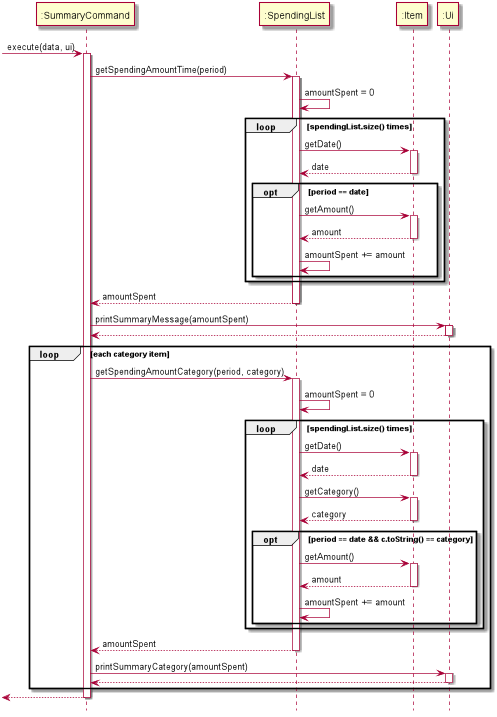 :SummaryCommand :SpendingList :Item :Ui
execute(data, ui)
getSpendingAmountTime(period)
amountSpent = 0
loop [spendingList.size() times]
getDate()
date
opt [period == date]
getAmount()
amount
amountSpent += amount
amountSpent
printSummaryMessage(amountSpent)
loop [each category item]
getSpendingAmountCategory(period, category)
amountSpent = 0
loop [spendingList.size() times]
getDate()
date
getCategory()
category
opt [period == date && c.toString() == category]
getAmount()
amount
amountSpent += amount
amountSpent
printSummaryCategory(amountSpent)